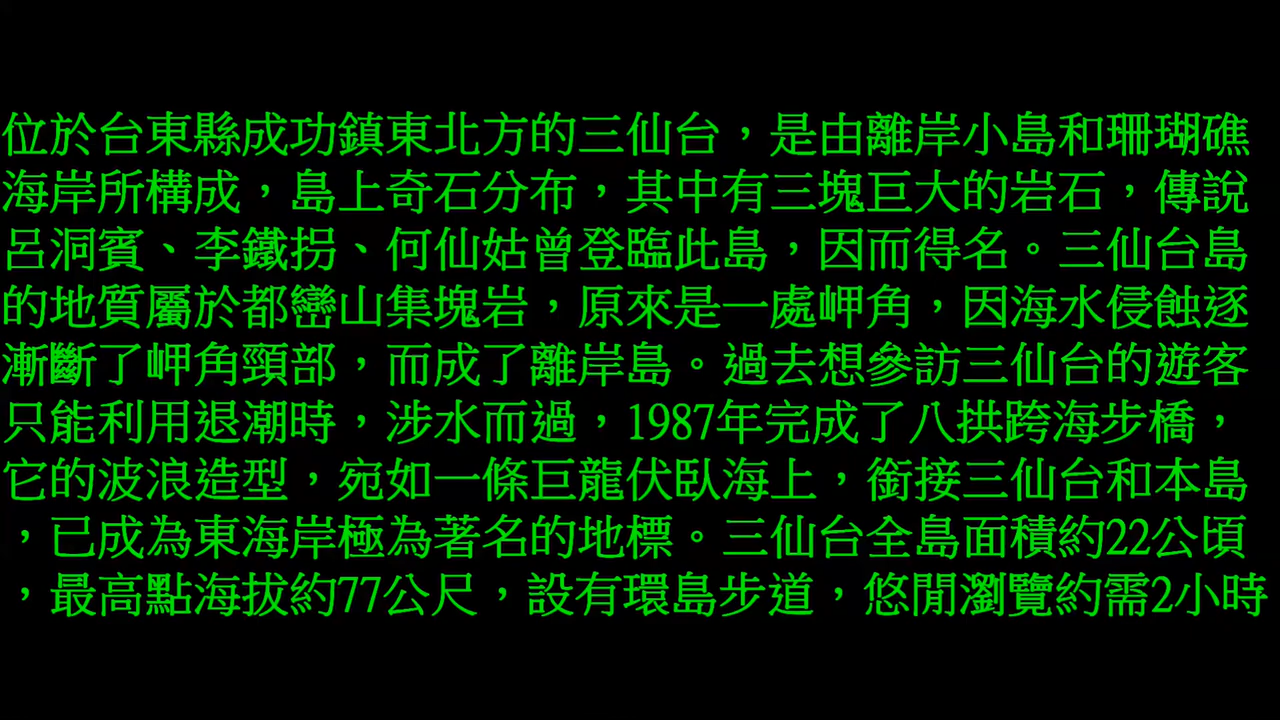 位於台東縣成功鎮東北方的三仙台，是由離岸小島和珊瑚礁
海岸所構成，島上奇石分布，其中有三塊巨大的岩石，傳說
呂洞賓、李鐵拐、何仙姑曾登臨此島，因而得名。三仙台島
的地質屬於都巒山集塊岩，原來是一處岬角，因海水侵蝕逐
漸斷了岬角頸部，而成了離岸島。過去想參訪三仙台的遊客
只能利用退潮時，涉水而過，1987年完成了八拱跨海步橋，
它的波浪造型，宛如一條巨龍伏臥海上，銜接三仙台和本島
，已成為東海岸極為著名的地標。三仙台全島面積約22公頃
，最高點海拔約77公尺，設有環島步道，悠閒瀏覽約需2小時